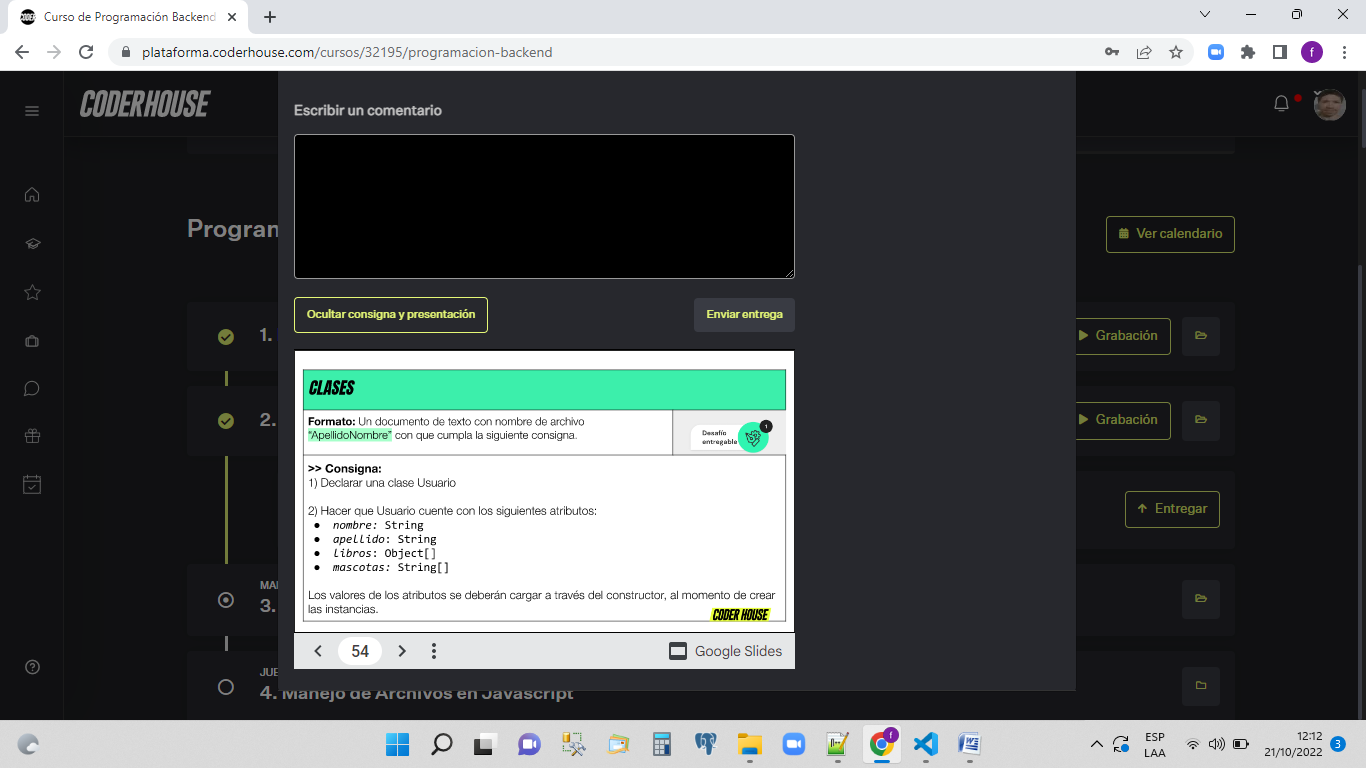 Curso de Programación Backend
plataforma.coderhouse.com/cursos/32195/programacion-backend
f
CODERHOUSE
Escribir un comentario
Program
Ver calendario
Ocultar consigna y presentación
Enviar entrega
1.
Grabación
2.
Grabación
CLASES
Formato: Un documento de texto con nombre de archivo
“ApellidoNombre” con que cumpla la siguiente consigna.
Desafío
entregable
1
>> Consigna:
1) Declarar una clase Usuario
2) Hacer que Usuario cuente con los siguientes atributos:
● nombre: String
● apellido: String
● libros: Object[]
● mascotas: String[]
Los valores de los atributos se deberán cargar a través del constructor, al momento de crear
las instancias.
CODER HOUSE
Entregar
MA
3.
54
Google Slides
JUE
4. Manejo de Archivos en Javascript
ESP
LAA
12:12
21/10/2022
3